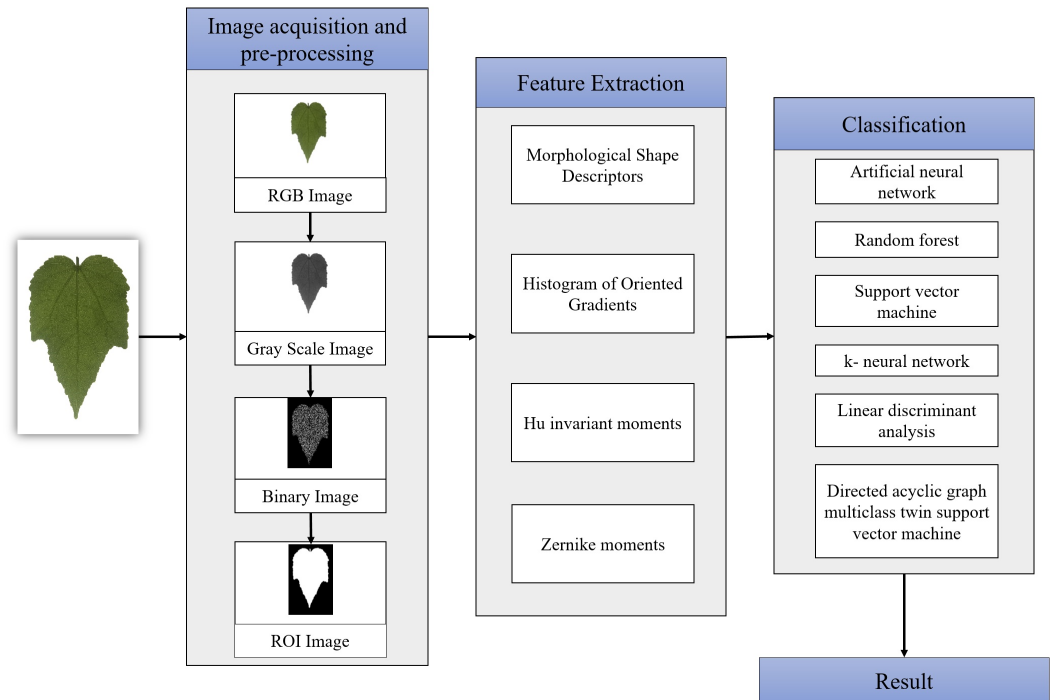 Image acquisition and
pre-processing
RGB Image
Gray Scale Image
Binary Image
ROI Image
Feature Extraction
Morphological Shape
Descriptors
Histogram of Oriented
Gradients
Hu invariant moments
Zernike moments
Classification
Artificial neural
network
Random forest
Support vector
machine
k- neural network
Linear discriminant
analysis
Directed acyclic graph
multiclass twin support
vector machine
Result